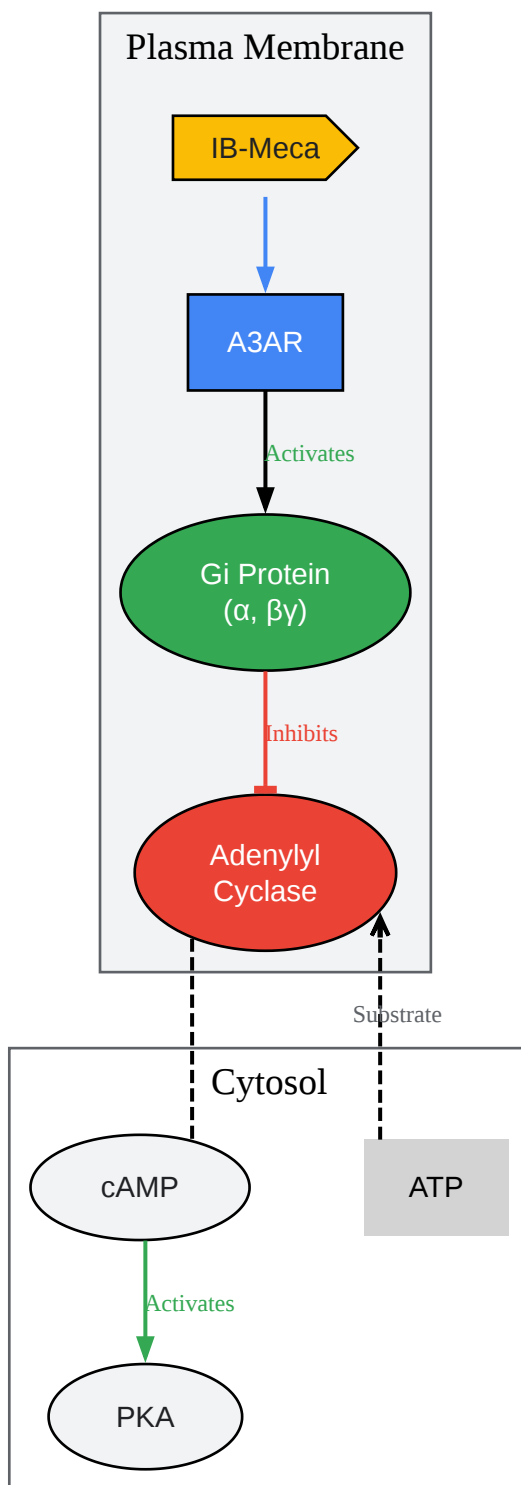 Plasma Membrane
IB-Meca
A3AR
Activates
Gi Protein
(α, βγ)
Inhibits
Adenylyl
Cyclase
Substrate
Cytosol
cAMP
ATP
Activates
PKA